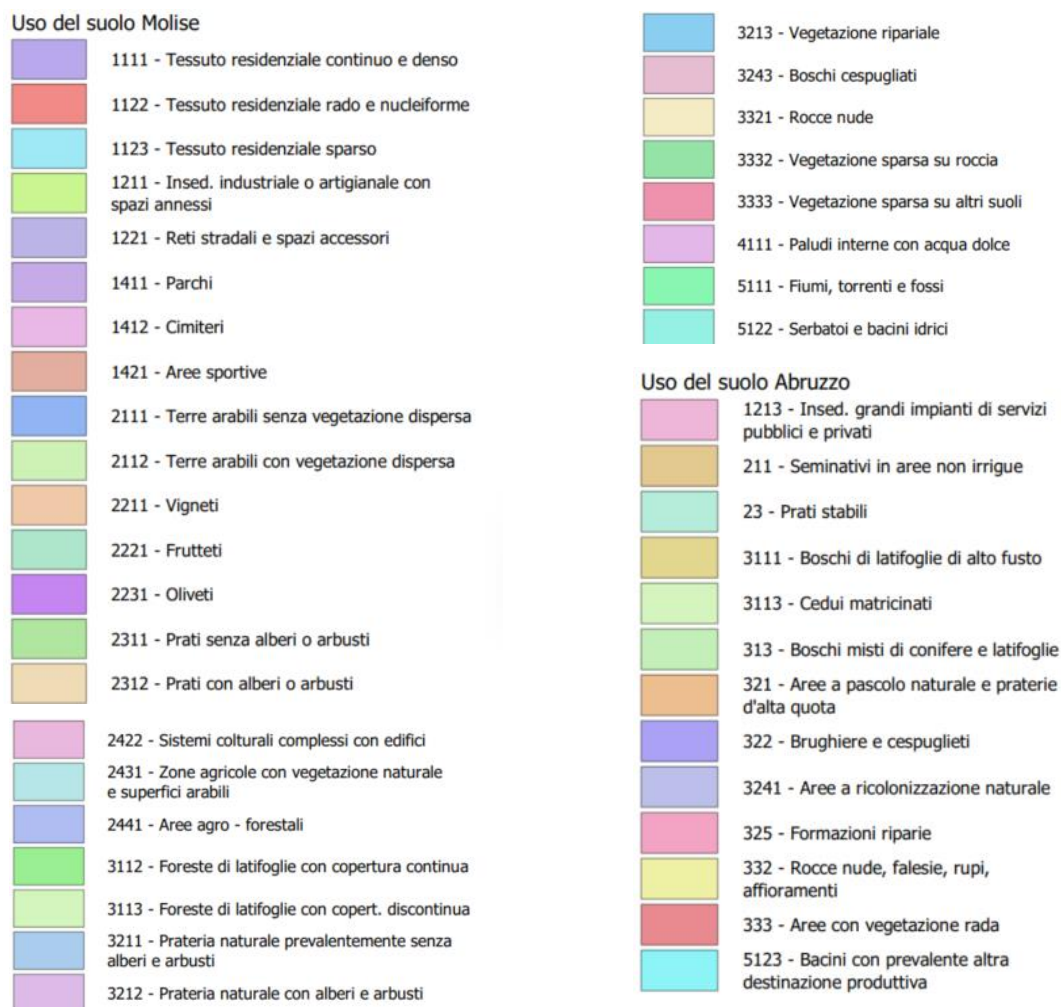 Uso del suolo Molise
1111 - Tessuto residenziale continuo e denso
1122 - Tessuto residenziale rado e nucleiforme
1123 - Tessuto residenziale sparso
1211 - Insed. industriale o artigianale con
spazi annessi
1221 - Reti stradali e spazi accessori
1411 - Parchi
1412 - Cimiteri
1421 - Aree sportive
2111 - Terre arabili senza vegetazione dispersa
2112 - Terre arabili con vegetazione dispersa
2211 - Vigneti
2221 - Frutteti
2231 - Oliveti
2311 - Prati senza alberi o arbusti
2312 - Prati con alberi o arbusti
2422 - Sistemi colturali complessi con edifici
2431 - Zone agricole con vegetazione naturale
e superfici arabili
2441 - Aree agro - forestali
3112 - Foreste di latifoglie con copertura continua
3113 - Foreste di latifoglie con copert. discontinua
3211 - Prateria naturale prevalentemente senza
alberi e arbusti
3212 - Prateria naturale con alberi e arbusti
3213 - Vegetazione ripariale
3243 - Boschi cespugliati
3321 - Rocce nude
3332 - Vegetazione sparsa su roccia
3333 - Vegetazione sparsa su altri suoli
4111 - Paludi interne con acqua dolce
5111 - Fiumi, torrenti e fossi
5122 - Serbatoi e bacini idrici
Uso del suolo Abruzzo
1213 - Insed. grandi impianti di servizi
pubblici e privati
211 - Seminativi in aree non irrigue
23 - Prati stabili
3111 - Boschi di latifoglie di alto fusto
3113 - Cedui matricinati
313 - Boschi misti di conifere e latifoglie
321 - Aree a pascolo naturale e praterie
d'alta quota
322 - Brughiere e cespuglieti
3241 - Aree a ricolonizzazione naturale
325 - Formazioni riparie
332 - Rocce nude, falesie, rupi,
affioramenti
333 - Aree con vegetazione rada
5123 - Bacini con prevalente altra
destinazione produttiva